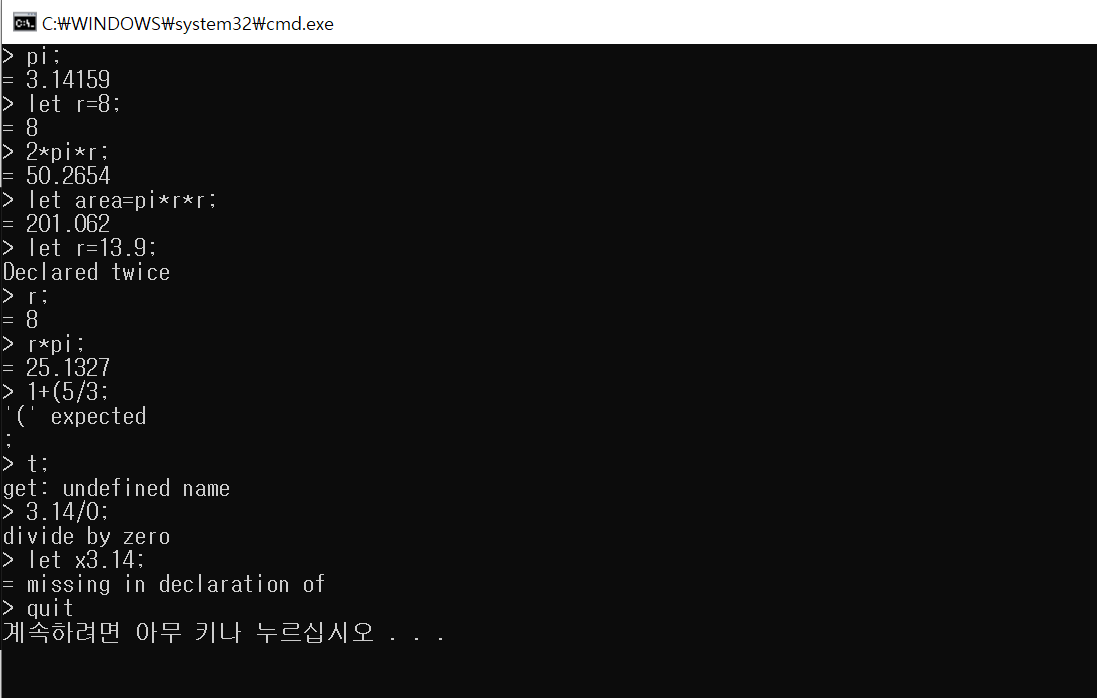 C:₩WINDOWS₩system32₩cmd.exe
> pi;
= 3.14159
> let r=8;
= 8
> 2*pi*r;
= 50.2654
> let area=pi*r*r;
= 201.062
> let r=13.9;
Declared twice
> r;
= 8
> r*pi;
= 25.1327
> 1+(5/3;
'(' expected
;
> t;
get: undefined name
> 3.14/0;
divide by zero
> let x3.14;
= missing in declaration of
> quit
계속하려면 아무 키나 누르십시오 . . .